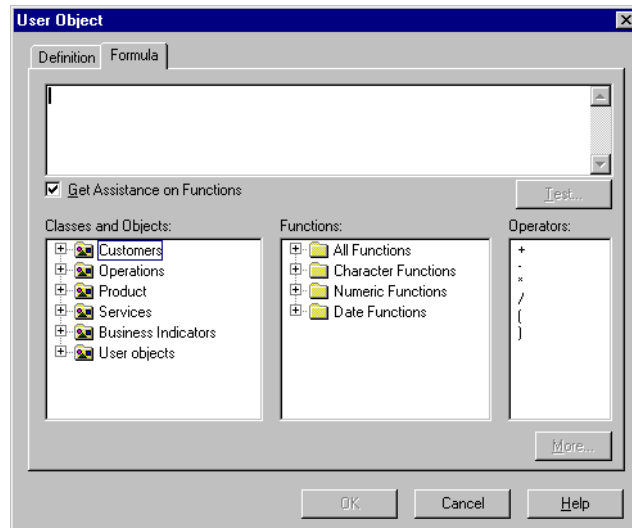 User Object
Definition Formula
Get Assistance on Functions
Test...
Classes and Objects: Functions: Operators:
Customers All Functions +
Operations Character Functions -
Product Numeric Functions *
Services Date Functions /
Business Indicators (
User objects )
More...
OK Cancel Help